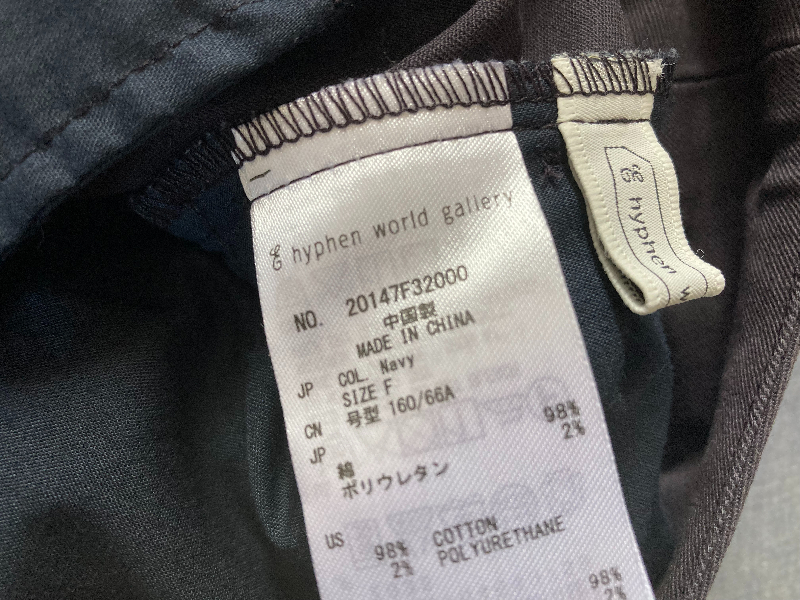 hyphen world gallery
NO. 20147F32000
中国製
MADE IN CHINA
JP COL. Navy
SIZE F
CN 号型 160/66A
JP 綿 98%
ポリウレタン 2%
US 98% COTTON
2% POLYURETHANE
98%
2%
hyphen w